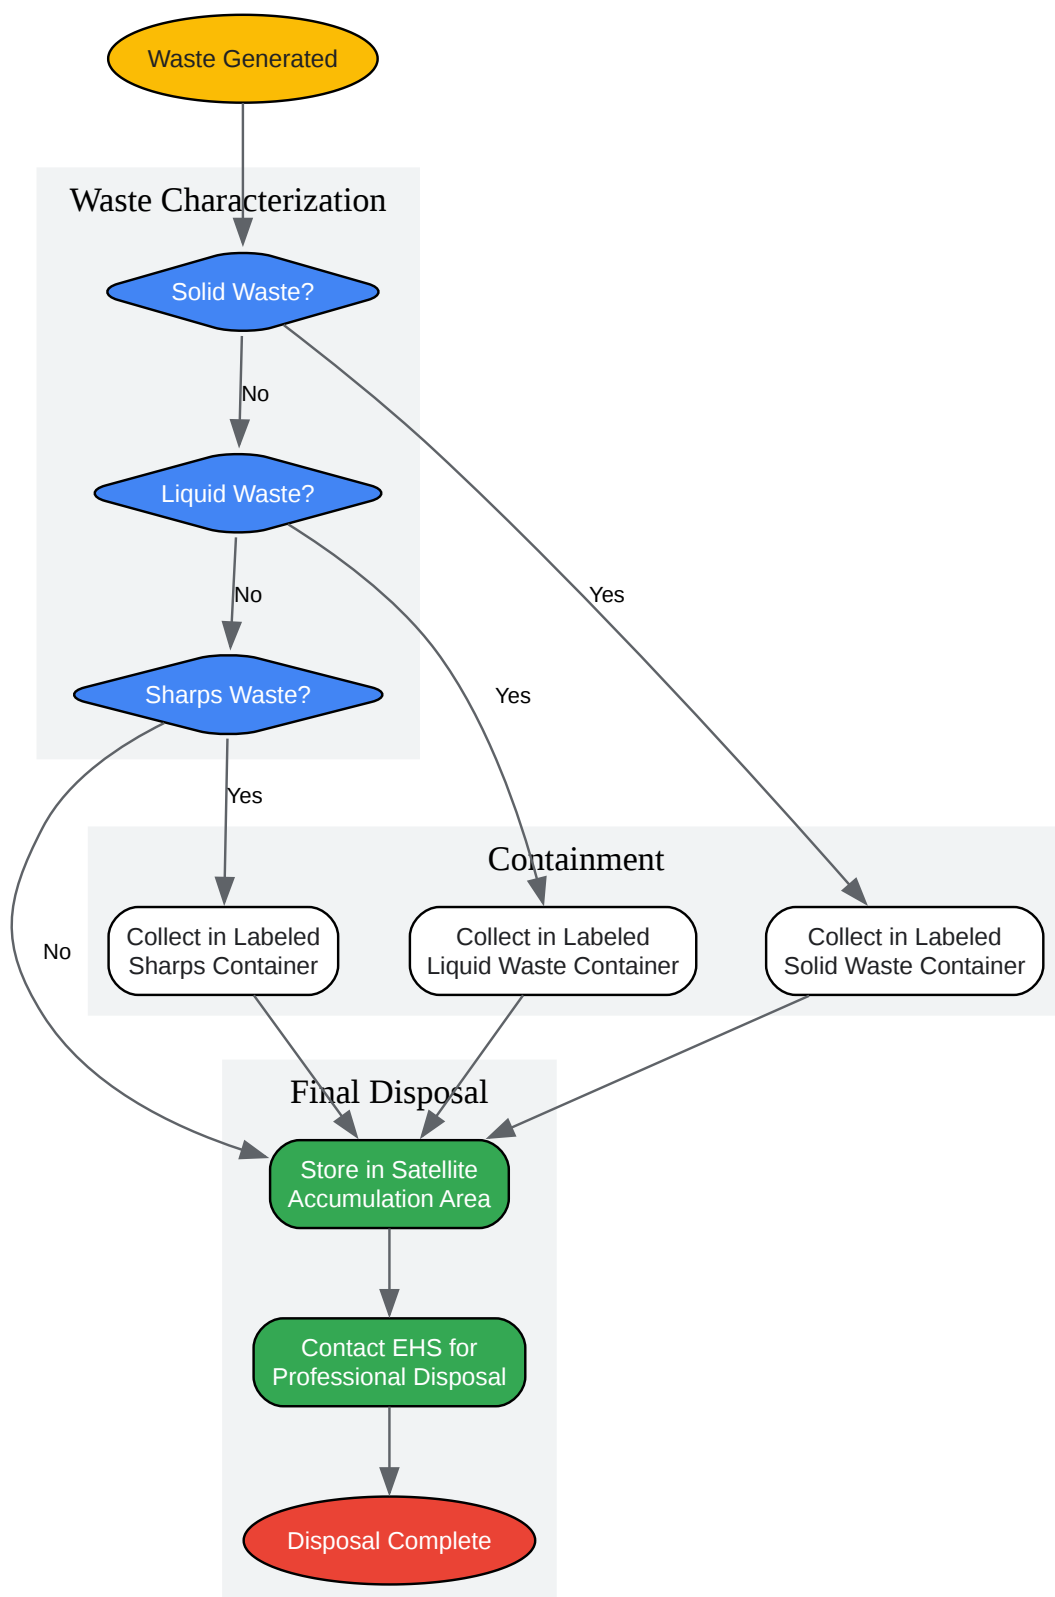 Waste Generated
Waste Characterization
Solid Waste?
No
Liquid Waste?
No
Yes
Sharps Waste?
Yes
Yes
Containment
Collect in Labeled
Sharps Container
Collect in Labeled
Liquid Waste Container
Collect in Labeled
Solid Waste Container
No
Final Disposal
Store in Satellite
Accumulation Area
Contact EHS for
Professional Disposal
Disposal Complete